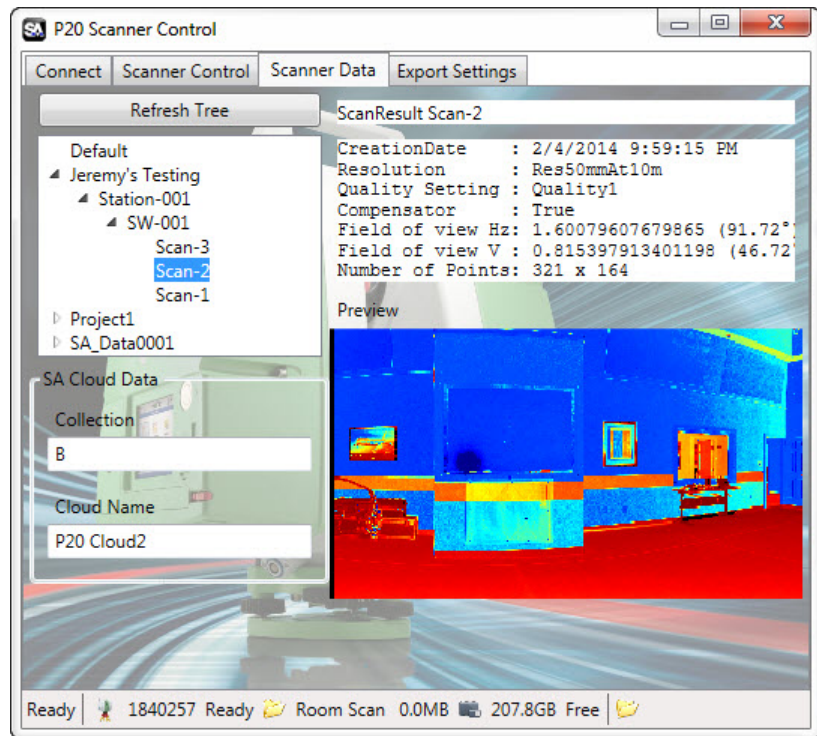 SA P20 Scanner Control
Connect Scanner Control Scanner Data Export Settings
Refresh Tree
Default
Jeremy's Testing
Station-001
SW-001
Scan-3
Scan-2
Scan-1
Project1
SA_Data0001
SA Cloud Data
Collection
B
Cloud Name
P20 Cloud2
ScanResult Scan-2
CreationDate : 2/4/2014 9:59:15 PM
Resolution : Res50mmAt10m
Quality Setting : Quality1
Compensator : True
Field of view Hz: 1.60079607679865 (91.72°)
Field of view V : 0.815397913401198 (46.72
Number of Points: 321 x 164
Preview
Ready 1840257 Ready Room Scan 0.0MB 207.8GB Free